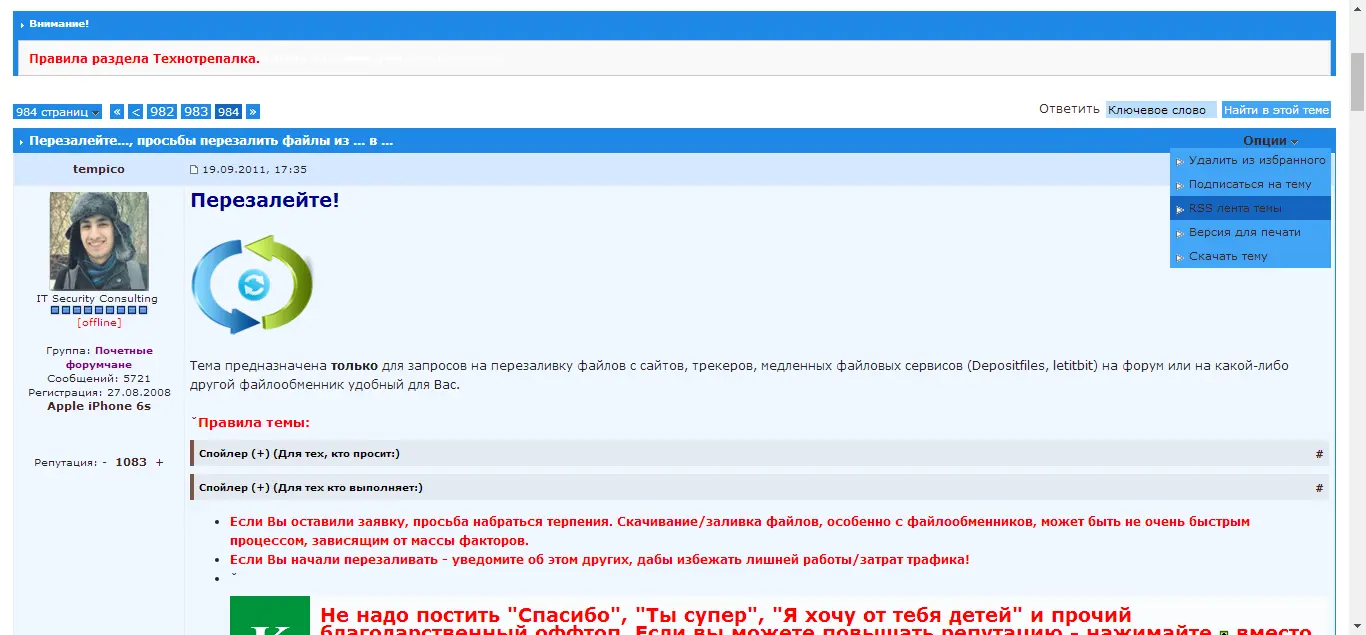 Внимание!
Правила раздела Технотрепалка.
984 страниц « < 982 983 984 »
Ответить Ключевое слово Найти в этой теме
Перезалейте..., просьбы перезалить файлы из ... в ...
Опции
Удалить из избранного
Подписаться на тему
RSS лента темы
Версия для печати
Скачать тему
tempico
19.09.2011, 17:35
IT Security Consulting
[offline]
Группа: Почетные
форумчане
Сообщений: 5721
Регистрация: 27.08.2008
Apple iPhone 6s
Репутация: - 1083 +
Перезалейте!
Тема предназначена только для запросов на перезаливку файлов с сайтов, трекеров, медленных файловых сервисов (Depositfiles, letitbit) на форум или на какой-либо
другой файлообменник удобный для Вас.
ˇПравила темы:
Спойлер (+) (Для тех, кто просит:) #
Спойлер (+) (Для тех кто выполняет:) #
• Если Вы оставили заявку, просьба набраться терпения. Скачивание/заливка файлов, особенно с файлообменников, может быть не очень быстрым
процессом, зависящим от массы факторов.
• Если Вы начали перезаливать - уведомите об этом других, дабы избежать лишней работы/затрат трафика!
• ˇ
Не надо постить "Спасибо", "Ты супер", "Я хочу от тебя детей" и прочий
благодарственный оффтоп. Если вы можете повышать репутацию - нажимайте вместо
K